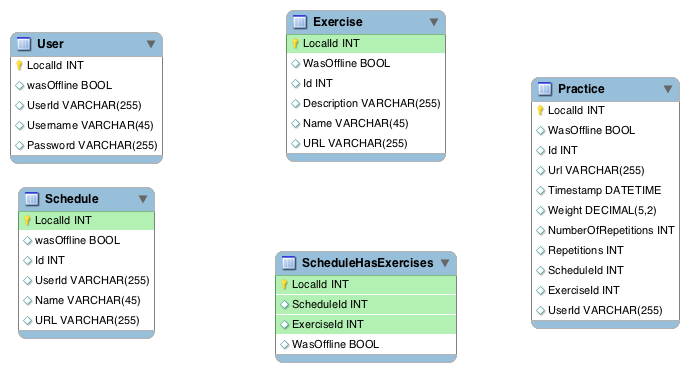 User
LocalId INT
wasOffline BOOL
UserId VARCHAR(255)
Username VARCHAR(45)
Password VARCHAR(255)
Exercise
LocalId INT
WasOffline BOOL
Id INT
Description VARCHAR(255)
Name VARCHAR(45)
URL VARCHAR(255)
Practice
LocalId INT
WasOffline BOOL
Id INT
Url VARCHAR(255)
Timestamp DATETIME
Weight DECIMAL(5,2)
NumberOfRepetitions INT
Repetitions INT
ScheduleId INT
ExerciseId INT
UserId VARCHAR(255)
Schedule
LocalId INT
wasOffline BOOL
Id INT
UserId VARCHAR(255)
Name VARCHAR(45)
URL VARCHAR(255)
ScheduleHasExercises
LocalId INT
ScheduleId INT
ExerciseId INT
WasOffline BOOL